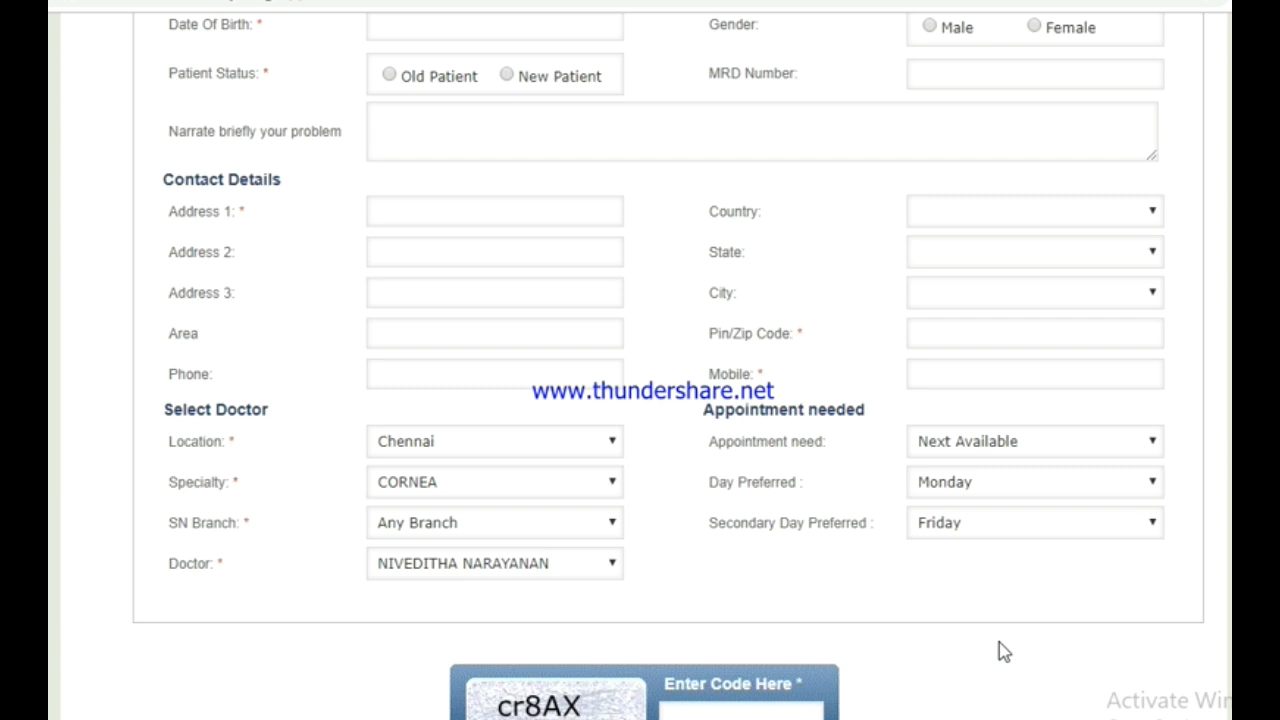 Date Of Birth: * Gender: Male Female
Patient Status: * Old Patient New Patient MRD Number:
Narrate briefly your problem
Contact Details
Address 1: * Country:
Address 2: State:
Address 3: City:
Area Pin/Zip Code: *
Phone: Mobile: *
www.thundershare.net
Select Doctor Appointment needed
Location: * Chennai Appointment need: Next Available
Specialty: * CORNEA Day Preferred : Monday
SN Branch: * Any Branch Secondary Day Preferred : Friday
Doctor: * NIVEDITHA NARAYANAN
Enter Code Here *
cr8AX
Activate Win